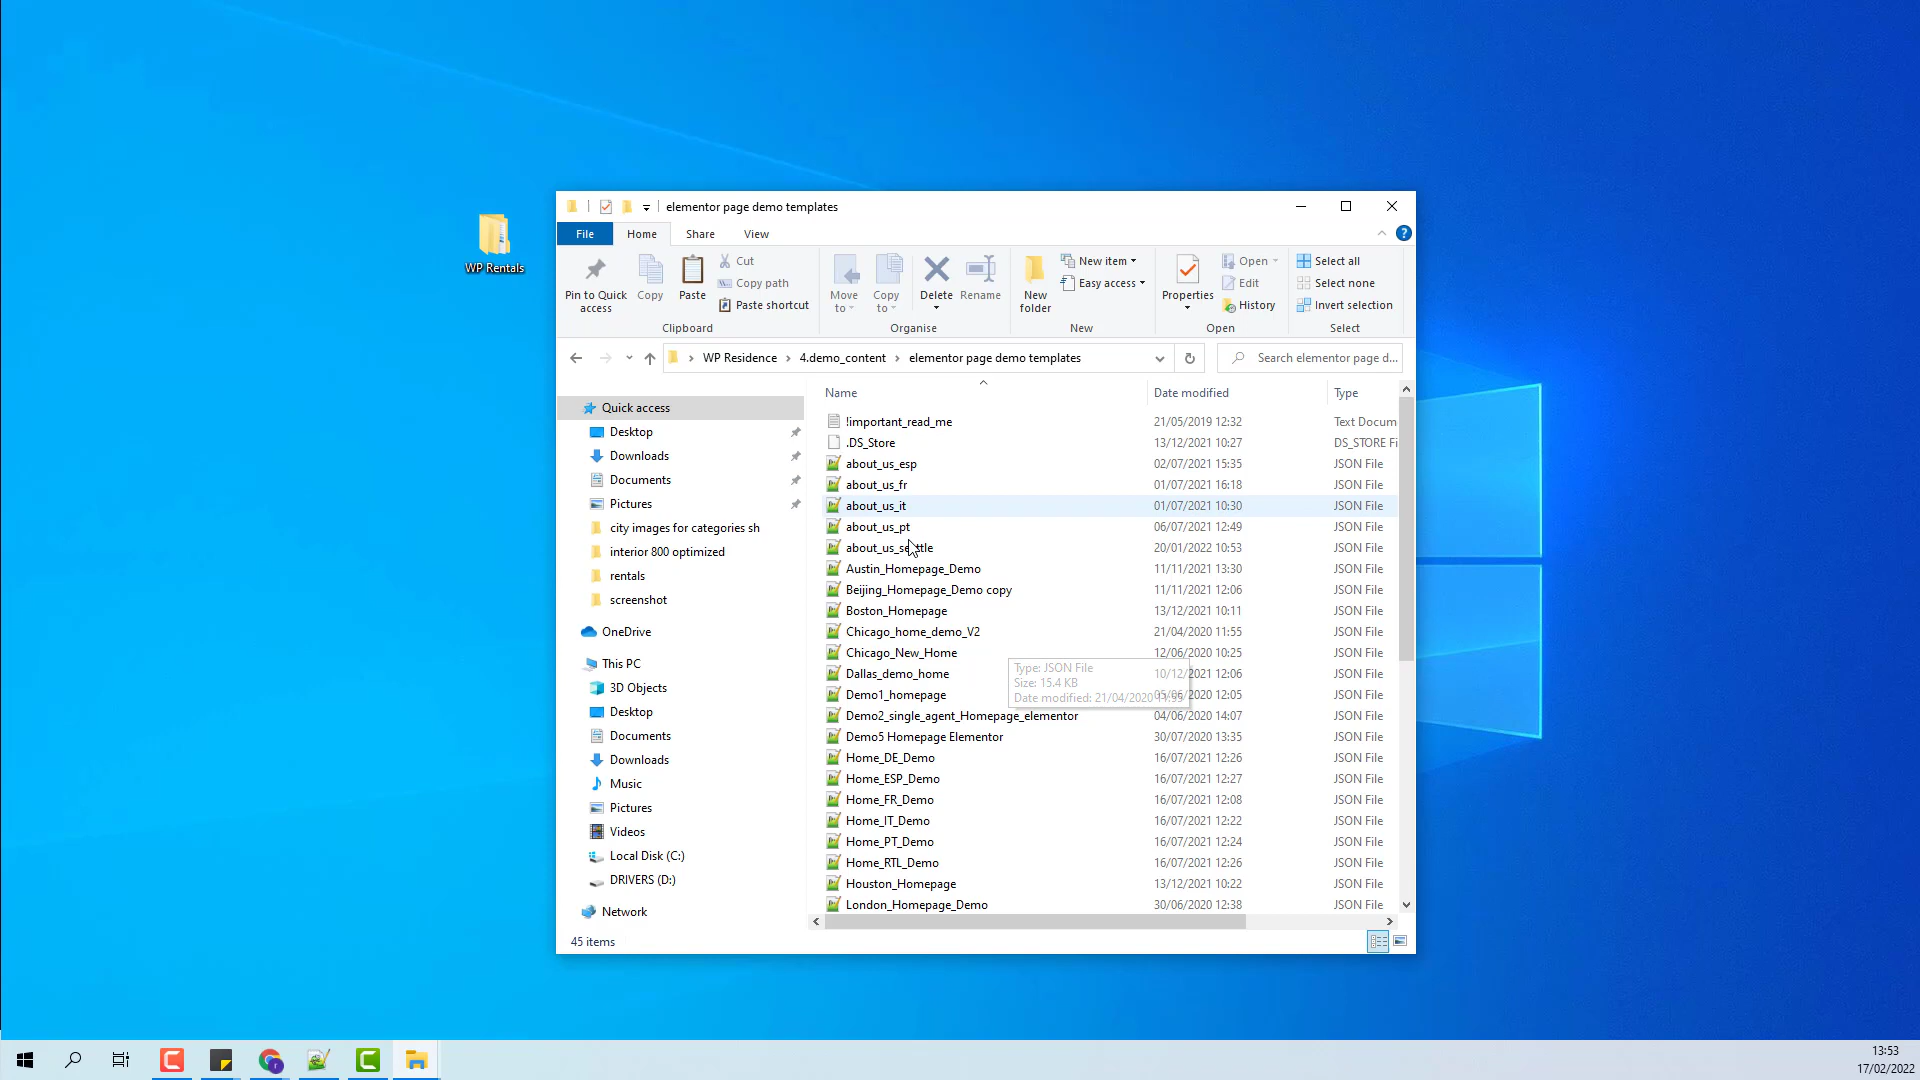 WP Rentals
elementor page demo templates
File Home Share View
Pin to Quick access
Copy
Paste
Cut
Copy path
Paste shortcut
Clipboard
Move to
Copy to
Delete
Rename
Organise
New folder
New item
Easy access
New
Properties
Open
Edit
History
Open
Select all
Select none
Invert selection
Select
WP Residence > 4.demo_content > elementor page demo templates
Search elementor page d...
Quick access
Desktop
Downloads
Documents
Pictures
city images for categories sh
interior 800 optimized
rentals
screenshot
OneDrive
This PC
3D Objects
Desktop
Documents
Downloads
Music
Pictures
Videos
Local Disk (C:)
DRIVERS (D:)
Network
Name Date modified Type
!important_read_me 21/05/2019 12:32 Text Docum
.DS_Store 13/12/2021 10:27 DS_STORE Fi
about_us_esp 02/07/2021 15:35 JSON File
about_us_fr 01/07/2021 16:18 JSON File
about_us_it 01/07/2021 10:30 JSON File
about_us_pt 06/07/2021 12:49 JSON File
20/01/2022 10:53 JSON File
Austin_Homepage_Demo 11/11/2021 13:30 JSON File
Beijing_Homepage_Demo copy 11/11/2021 12:06 JSON File
Boston_Homepage 13/12/2021 10:11 JSON File
Chicago_home_demo_V2 21/04/2020 11:55 JSON File
Chicago_New_Home 12/06/2020 10:25 JSON File
Dallas_demo_home 10/12/2021 12:06 JSON File
Demo1_homepage 05/06/2020 12:05 JSON File
Demo2_single_agent_Homepage_elementor 04/06/2020 14:07 JSON File
Demo5 Homepage Elementor 30/07/2020 13:35 JSON File
Home_DE_Demo 16/07/2021 12:26 JSON File
Home_ESP_Demo 16/07/2021 12:27 JSON File
Home_FR_Demo 16/07/2021 12:08 JSON File
Home_IT_Demo 16/07/2021 12:22 JSON File
Home_PT_Demo 16/07/2021 12:24 JSON File
Home_RTL_Demo 16/07/2021 12:26 JSON File
Houston_Homepage 13/12/2021 10:22 JSON File
London_Homepage_Demo 30/06/2020 12:38 JSON File
Type: JSON File
Size: 15.4 KB
Date modified: 21/04/2020 11:55
45 items
13:53
17/02/2022